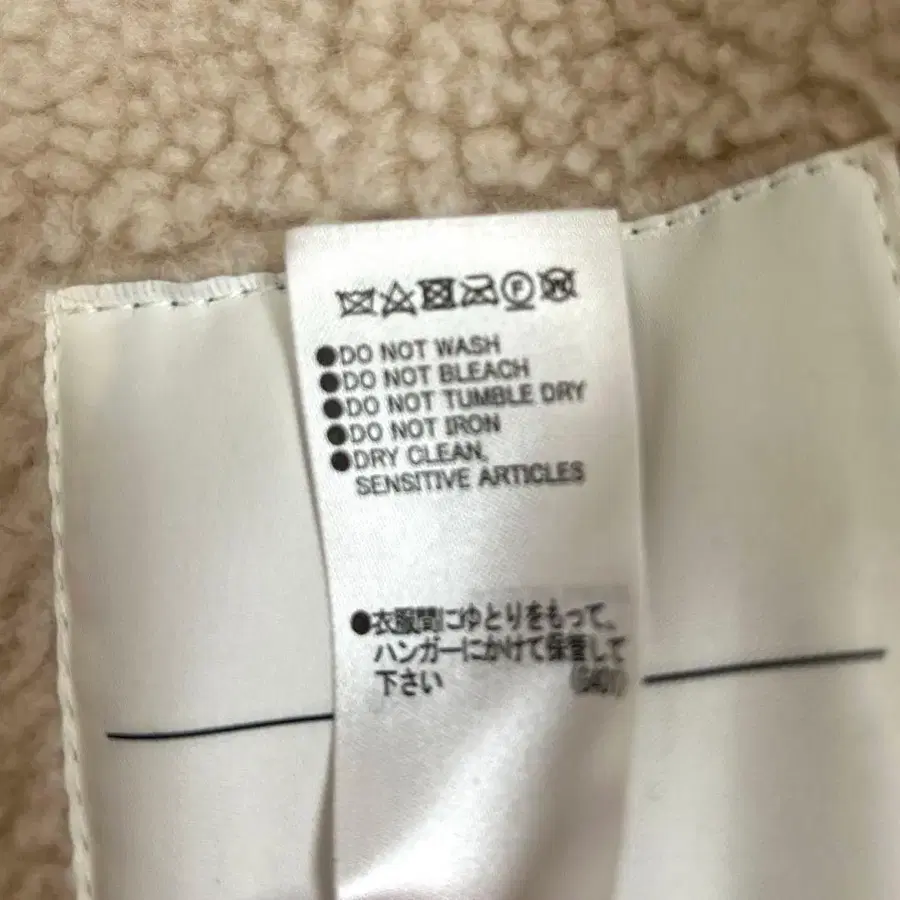 ●DO NOT WASH
●DO NOT BLEACH
●DO NOT TUMBLE DRY
●DO NOT IRON
●DRY CLEAN,
SENSITIVE ARTICLES
●衣服間にゆとりをもって、
ハンガーにかけて保管して
下さい